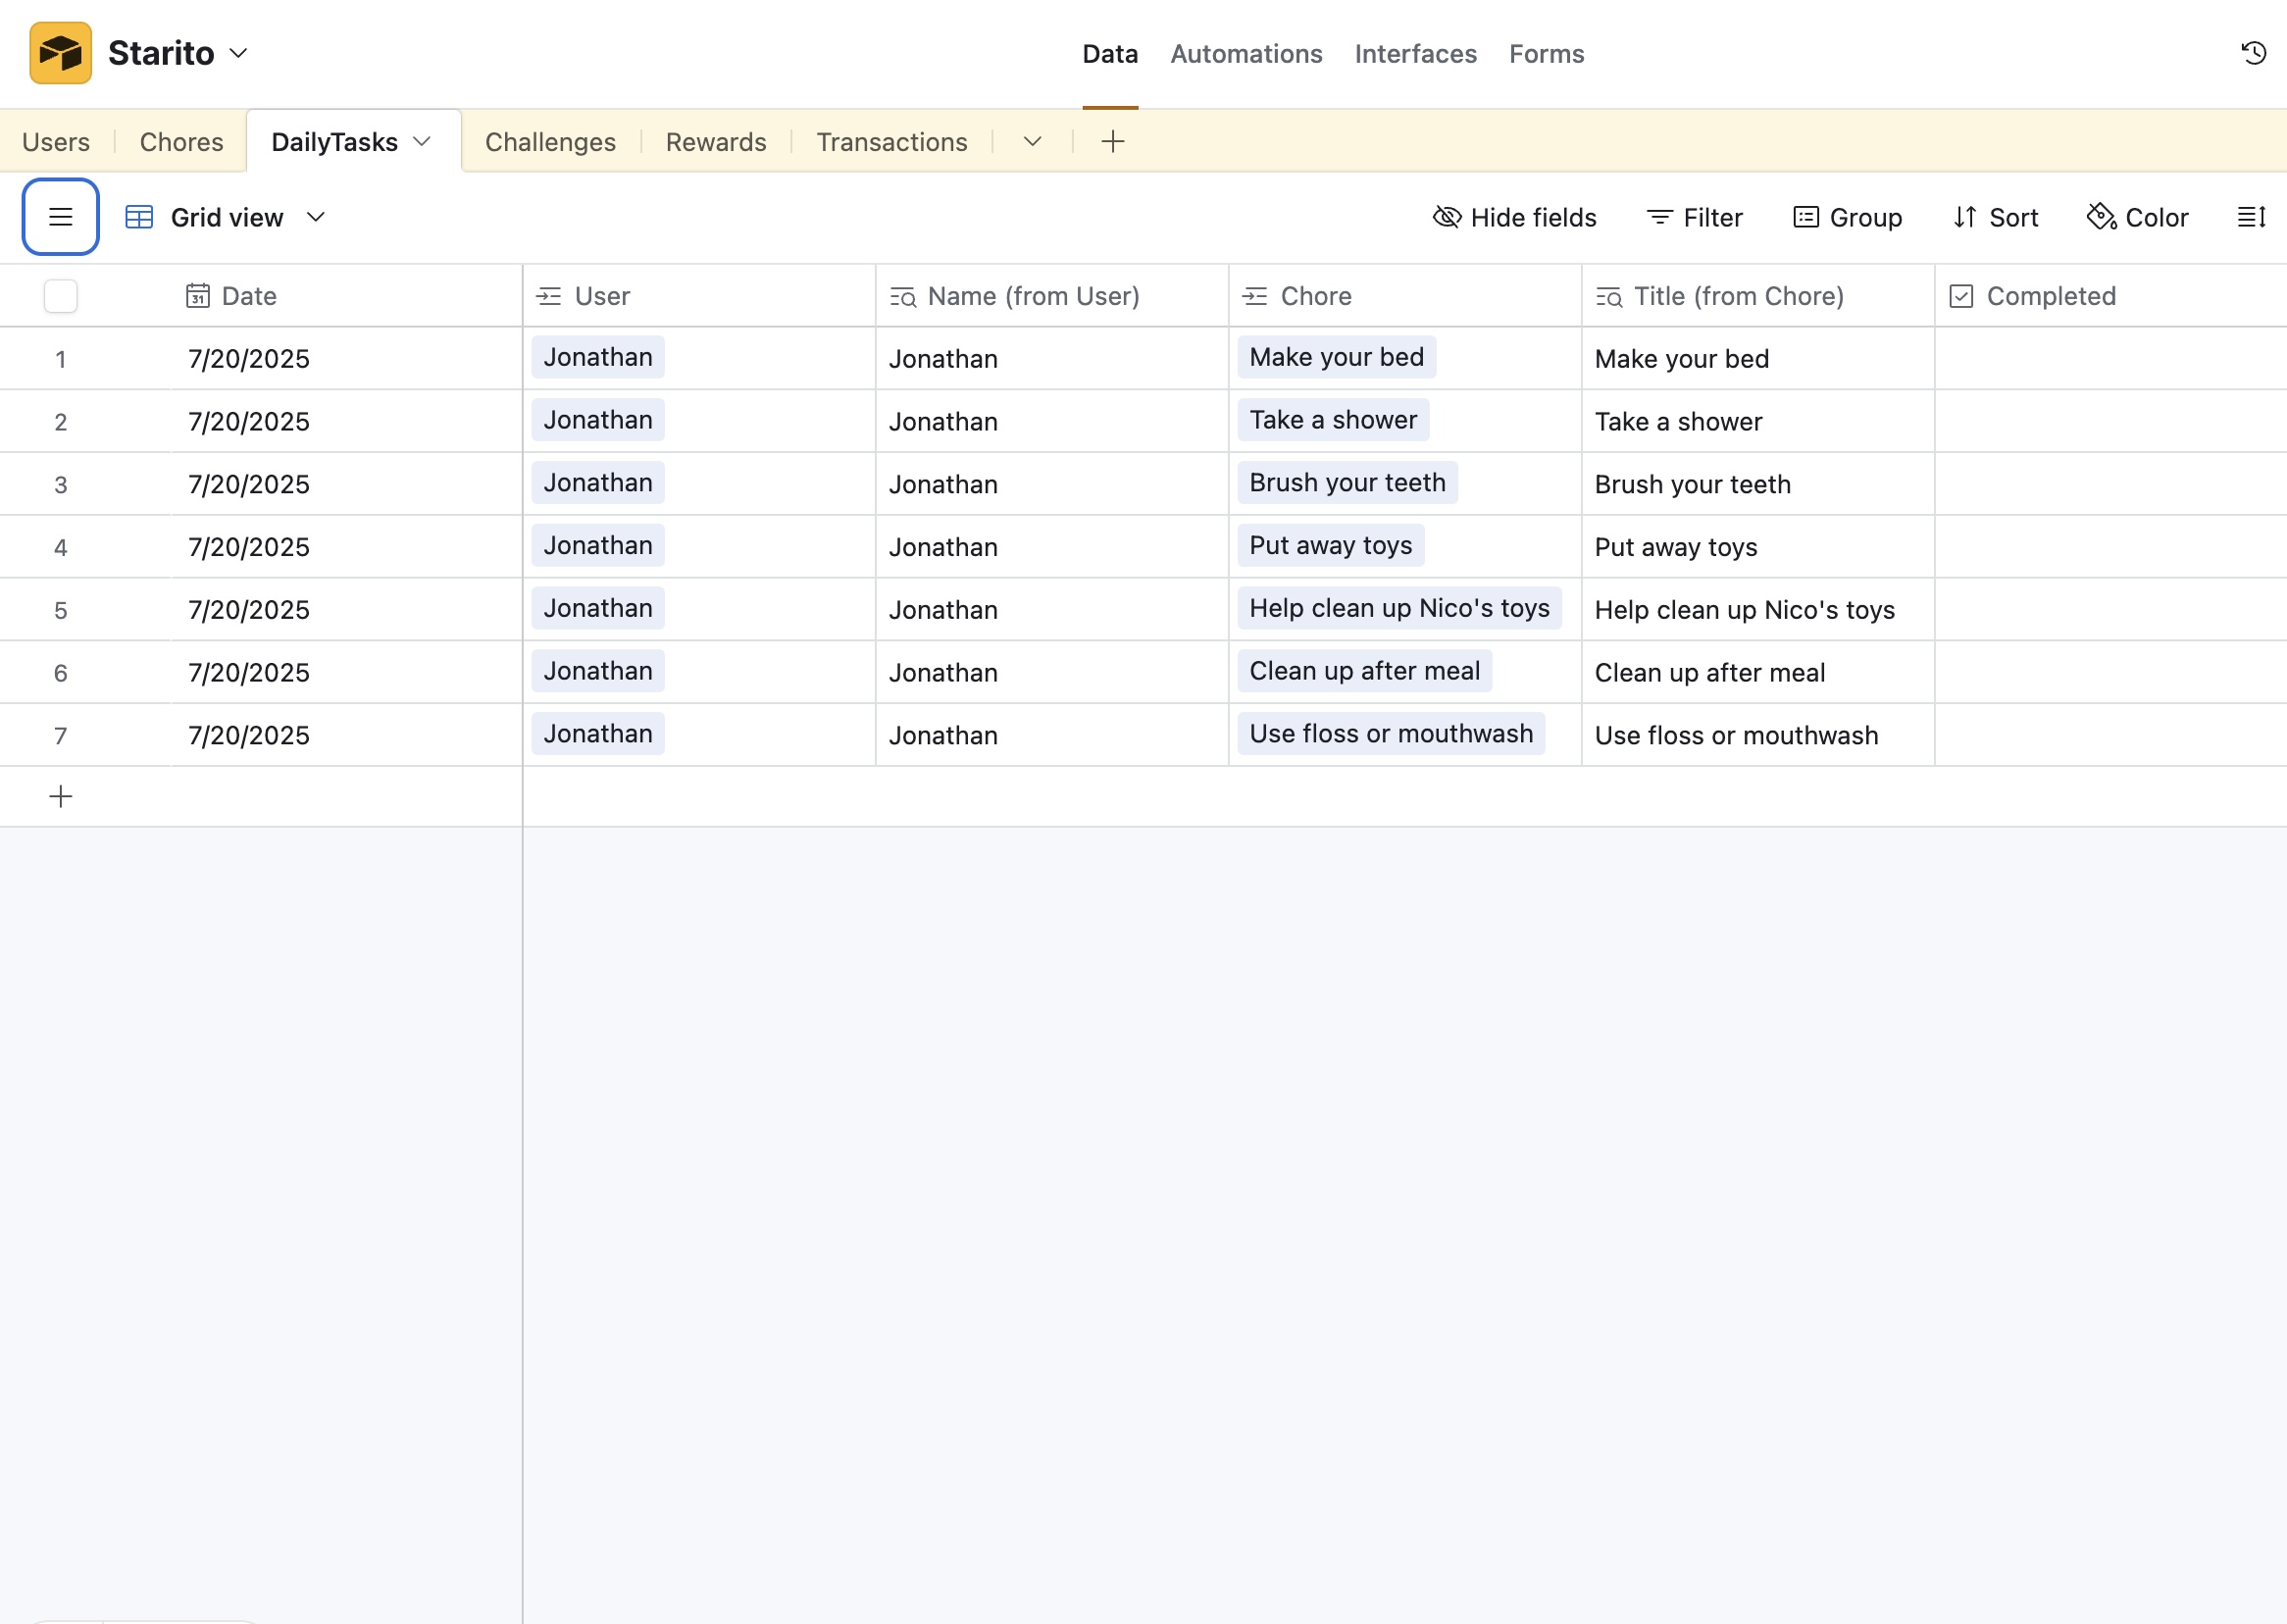 Starito
Data Automations Interfaces Forms
Users Chores DailyTasks Challenges Rewards Transactions
Grid view Hide fields Filter Group Sort Color
31 Date User Name (from User) Chore Title (from Chore) Completed
1 7/20/2025 Jonathan Jonathan Make your bed Make your bed
2 7/20/2025 Jonathan Jonathan Take a shower Take a shower
3 7/20/2025 Jonathan Jonathan Brush your teeth Brush your teeth
4 7/20/2025 Jonathan Jonathan Put away toys Put away toys
5 7/20/2025 Jonathan Jonathan Help clean up Nico's toys Help clean up Nico's toys
6 7/20/2025 Jonathan Jonathan Clean up after meal Clean up after meal
7 7/20/2025 Jonathan Jonathan Use floss or mouthwash Use floss or mouthwash